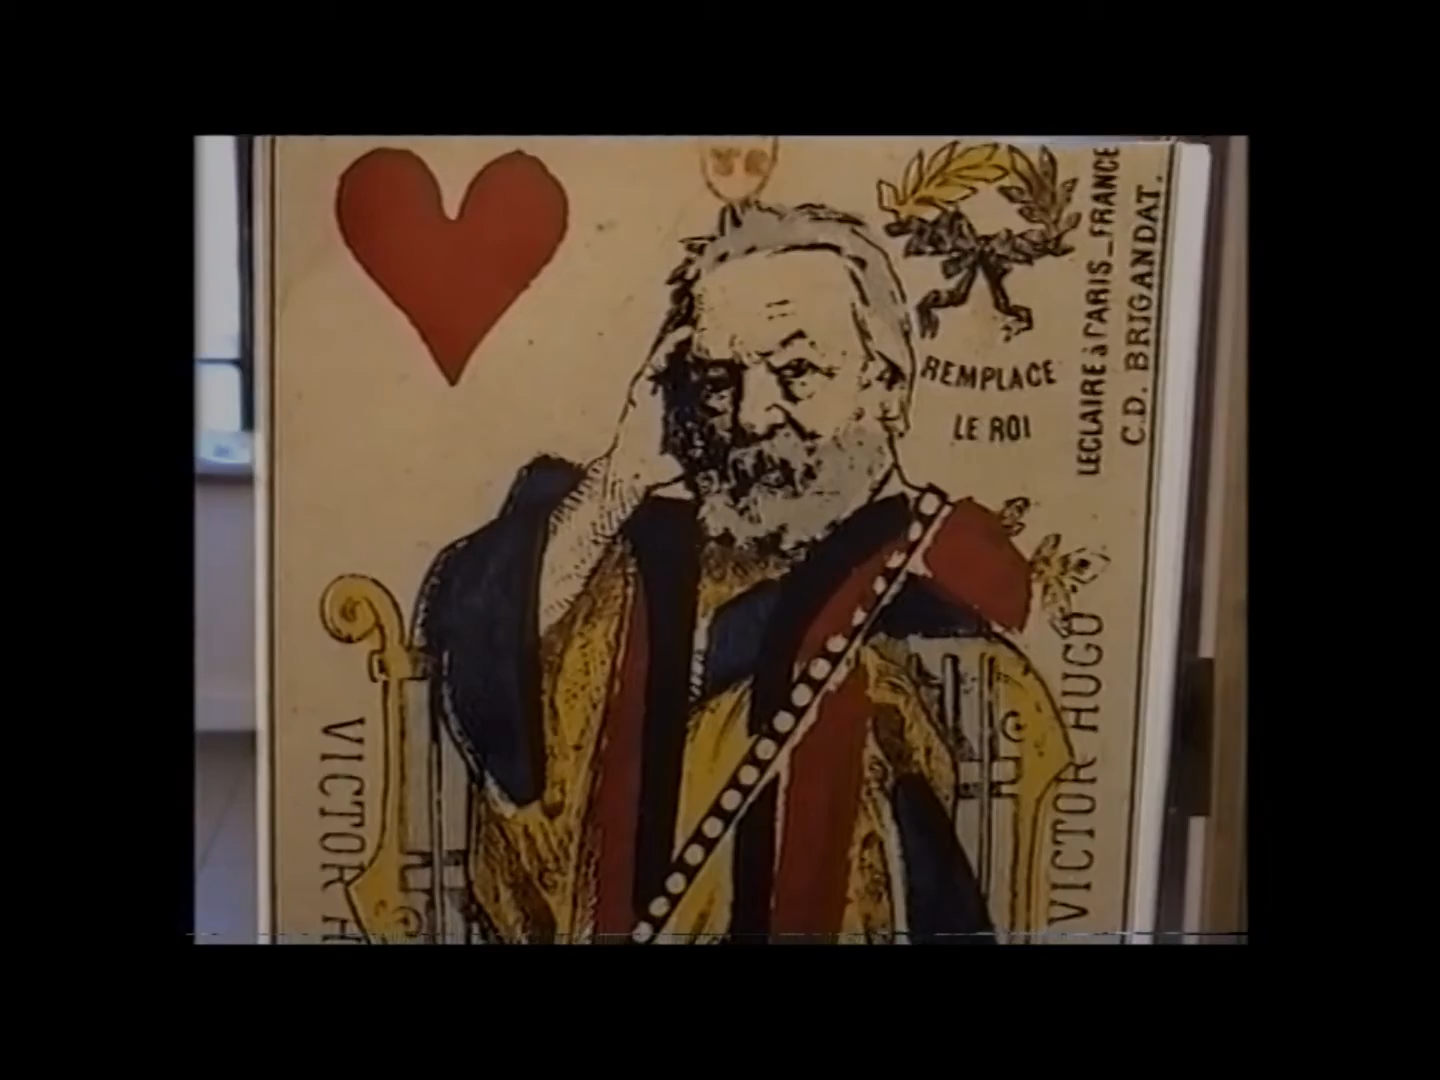 REMPLACE
LE ROI
LECLAIRE à PARIS_FRANCE
C.D. BRIGANDAT.
VICTOR HUGO
VICTOR H